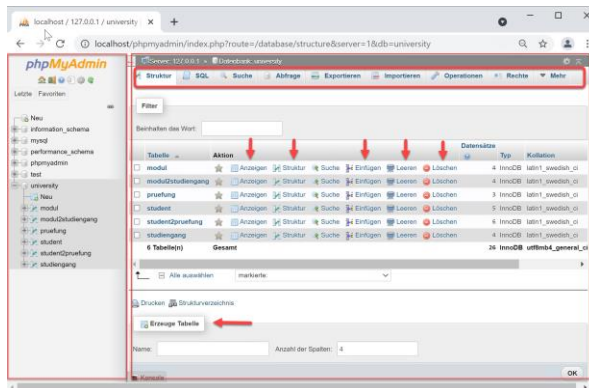 localhost / 127.0.0.1 / university
localhost/phpmyadmin/index.php?route=/database/structure&server=1&db=university
phpMyAdmin
Letzte Favoriten
Neu
information_schema
mysql
performance_schema
phpmyadmin
test
university
Neu
modul
modul2studiengang
pruefung
student
student2pruefung
studiengang
Server: 127.0.0.1 » Datenbank: university
Struktur SQL Suche Abfrage Exportieren Importieren Operationen Rechte Mehr
Filter
Beinhalten das Wort:
Datensätze
Tabelle Aktion Typ Kollation
modul Anzeigen Struktur Suche Einfügen Leeren Löschen 4 InnoDB latin1_swedish_ci
modul2studiengang Anzeigen Struktur Suche Einfügen Leeren Löschen 4 InnoDB latin1_swedish_ci
pruefung Anzeigen Struktur Suche Einfügen Leeren Löschen 3 InnoDB latin1_swedish_ci
student Anzeigen Struktur Suche Einfügen Leeren Löschen 5 InnoDB latin1_swedish_ci
student2pruefung Anzeigen Struktur Suche Einfügen Leeren Löschen 6 InnoDB latin1_swedish_ci
studiengang Anzeigen Struktur Suche Einfügen Leeren Löschen 4 InnoDB latin1_swedish_ci
6 Tabelle(n) Gesamt 26 InnoDB utf8mb4_general_ci
Alle auswählen markierte:
Drucken Strukturverzeichnis
Erzeuge Tabelle
Name: Anzahl der Spalten: 4
Konsole
OK